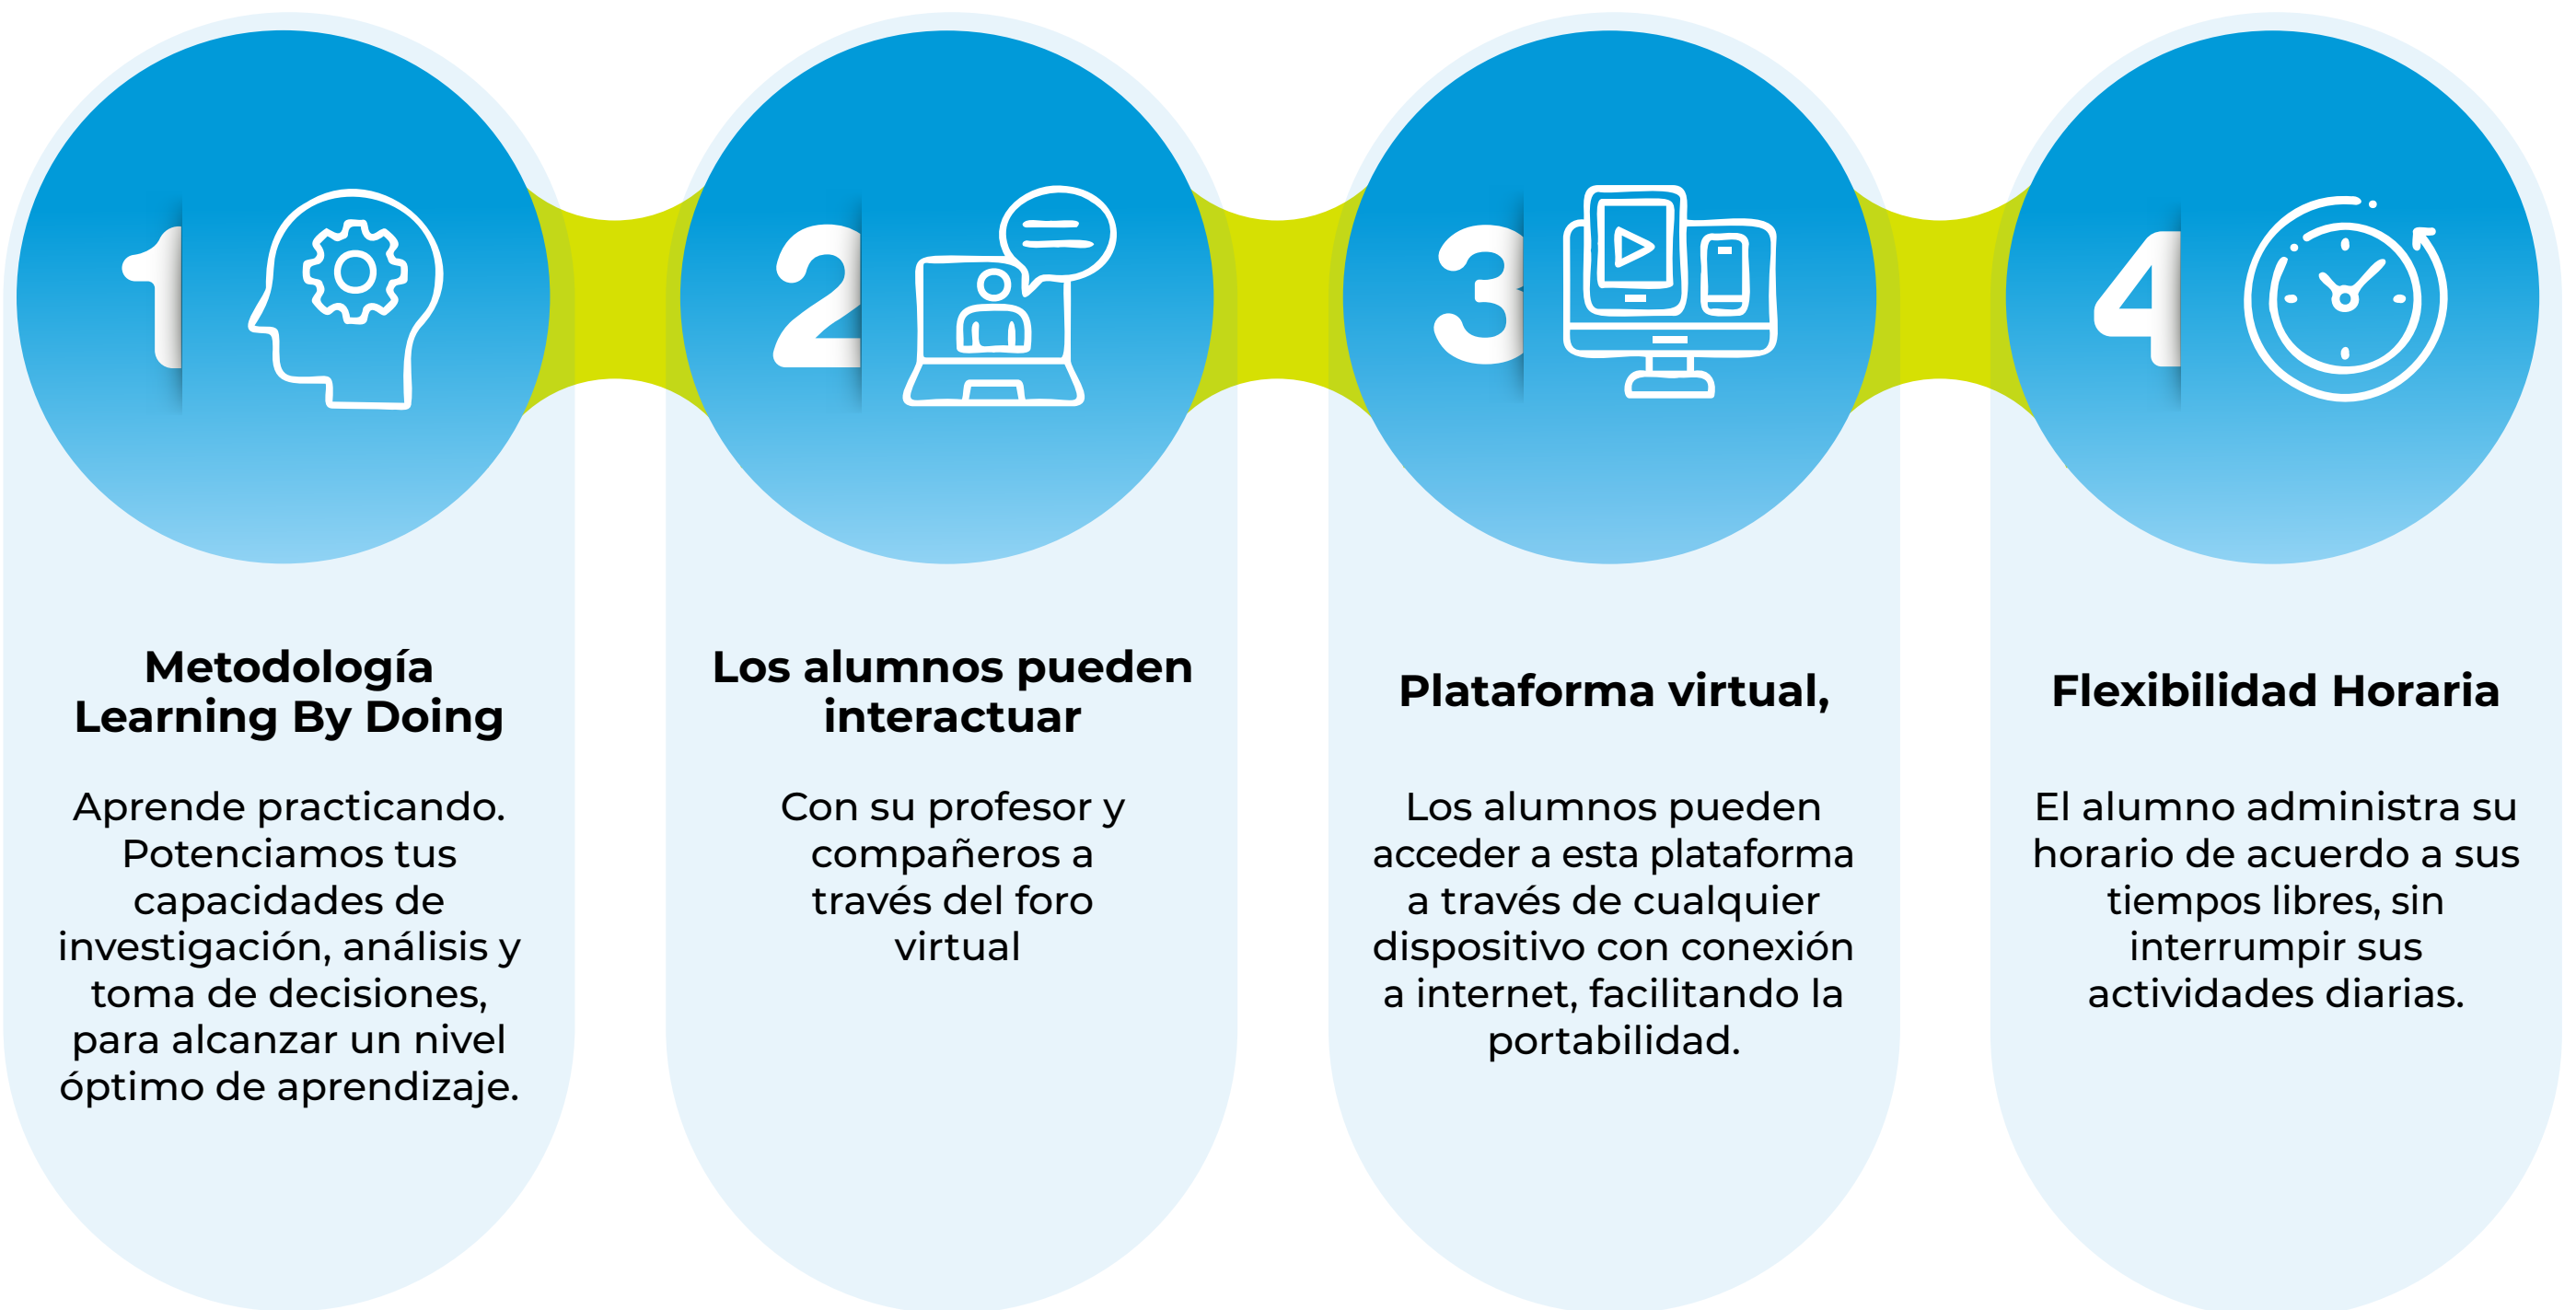 1
Metodología
Learning By Doing
Aprende practicando.
Potenciamos tus
capacidades de
investigación, análisis y
toma de decisiones,
para alcanzar un nivel
óptimo de aprendizaje.
2
Los alumnos pueden
interactuar
Con su profesor y
compañeros a
través del foro
virtual
3
Plataforma virtual,
Los alumnos pueden
acceder a esta plataforma
a través de cualquier
dispositivo con conexión
a internet, facilitando la
portabilidad.
4
Flexibilidad Horaria
El alumno administra su
horario de acuerdo a sus
tiempos libres, sin
interrumpir sus
actividades diarias.